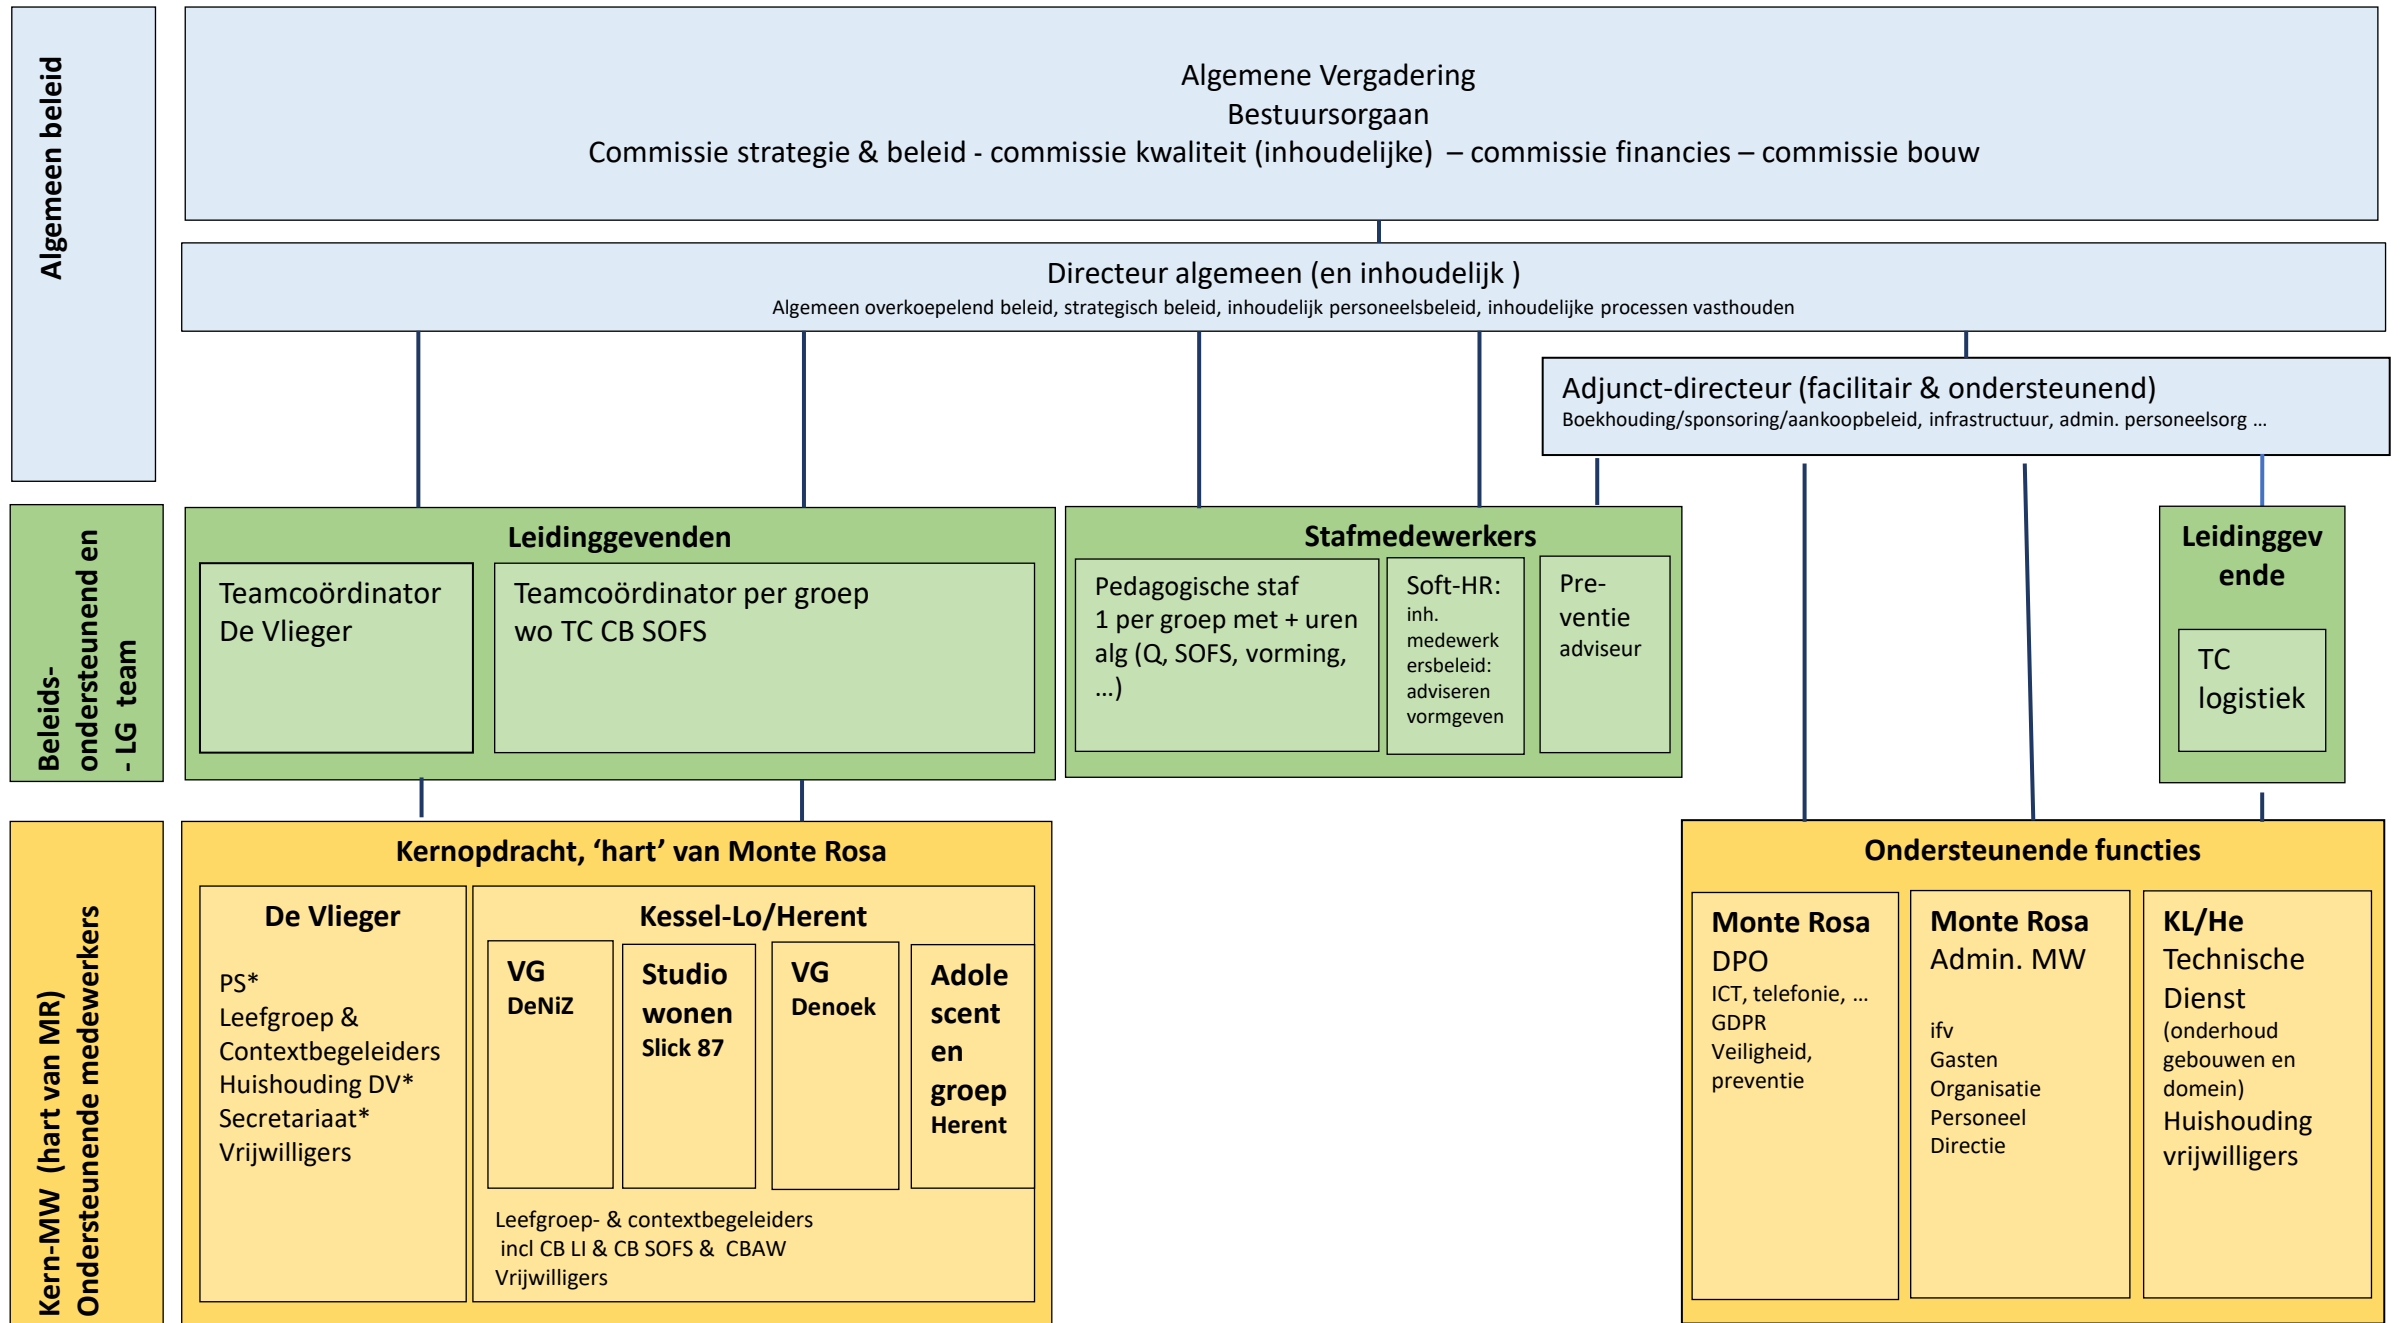 Algemeen beleid
Algemene Vergadering
Bestuursorgaan
Commissie strategie & beleid - commissie kwaliteit (inhoudelijke)  – commissie financies – commissie bouw
Directeur algemeen (en inhoudelijk )
Algemeen overkoepelend beleid, strategisch beleid, inhoudelijk personeelsbeleid, inhoudelijke processen vasthouden
Adjunct-directeur (facilitair & ondersteunend)
Boekhouding/sponsoring/aankoopbeleid, infrastructuur, admin. personeelsorg ...
Beleids-
ondersteunend en
- LG  team
Leidinggevenden
Teamcoördinator
De Vlieger
Teamcoördinator per groep
wo TC CB SOFS
Stafmedewerkers
Pedagogische staf
1 per groep met + uren
alg (Q, SOFS, vorming,
...)
Soft-HR:
inh.
medewerk
ersbeleid:
adviseren
vormgeven
Pre-
ventie
adviseur
Leidinggev
ende
TC
logistiek
Kern-MW  (hart van MR)
Ondersteunende medewerkers
Kernopdracht, ‘hart’ van Monte Rosa
De Vlieger
PS*
Leefgroep &
Contextbegeleiders
Huishouding DV*
Secretariaat*
Vrijwilligers
Kessel-Lo/Herent
VG
DeNiZ
Studio
wonen
Slick 87
VG
Denoek
Adole
scent
en
groep
Herent
Leefgroep- & contextbegeleiders
incl CB LI & CB SOFS &  CBAW
Vrijwilligers
Ondersteunende functies
Monte Rosa
DPO
ICT, telefonie, ...
GDPR
Veiligheid,
preventie
Monte Rosa
Admin. MW
ifv
Gasten
Organisatie
Personeel
Directie
KL/He
Technische
Dienst
(onderhoud
gebouwen en
domein)
Huishouding
vrijwilligers